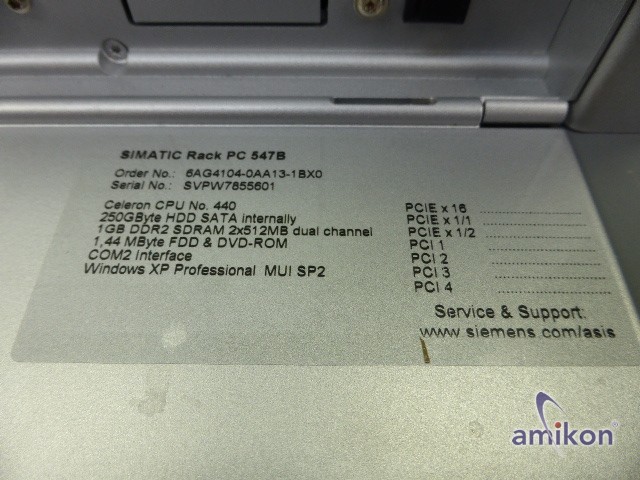 SIMATIC Rack PC 547B
Order No.: 6AG4104-0AA13-1BX0
Serial No.: SVPW7855601
Celeron CPU No. 440
250GByte HDD SATA internally
1GB DDR2 SDRAM 2x512MB dual channel
1,44 MByte FDD & DVD-ROM
COM2 Interface
Windows XP Professional MUI SP2
PCIE x 16
PCIE x 1/1
PCIE x 1/2
PCI 1
PCI 2
PCI 3
PCI 4
Service & Support:
www.siemens.com/asis
amikon®